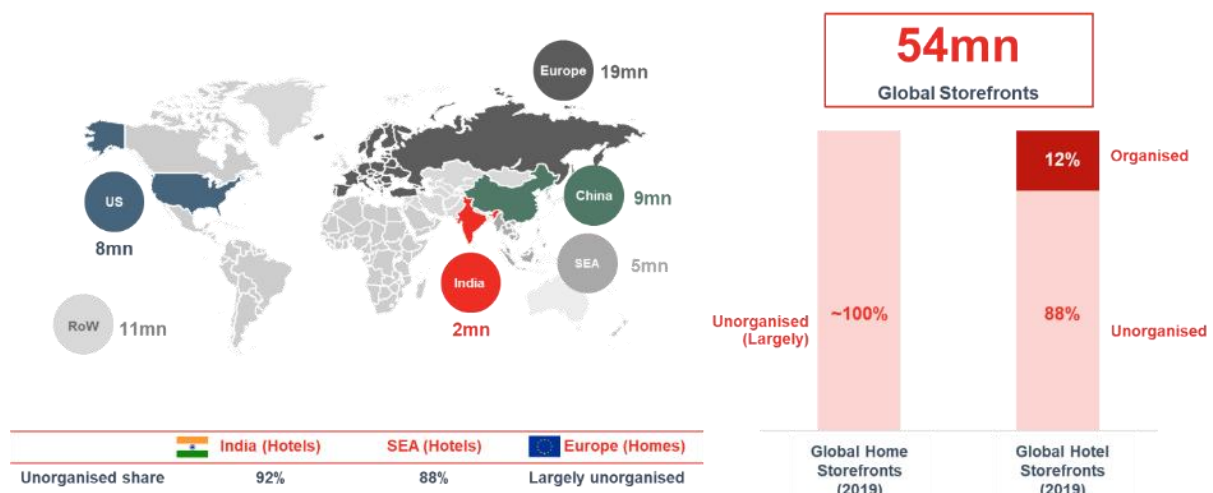 Europe
19mn
US
8mn
China
9mn
SEA
5mn
India
2mn
RoW
11mn
India (Hotels) SEA (Hotels) Europe (Homes)
Unorganised share 92% 88% Largely unorganised
54mn
Global Storefronts
12%
Organised
Unorganised
(Largely)
~100%
88%
Unorganised
Global Home
Storefronts
(2019)
Global Hotel
Storefronts
(2019)